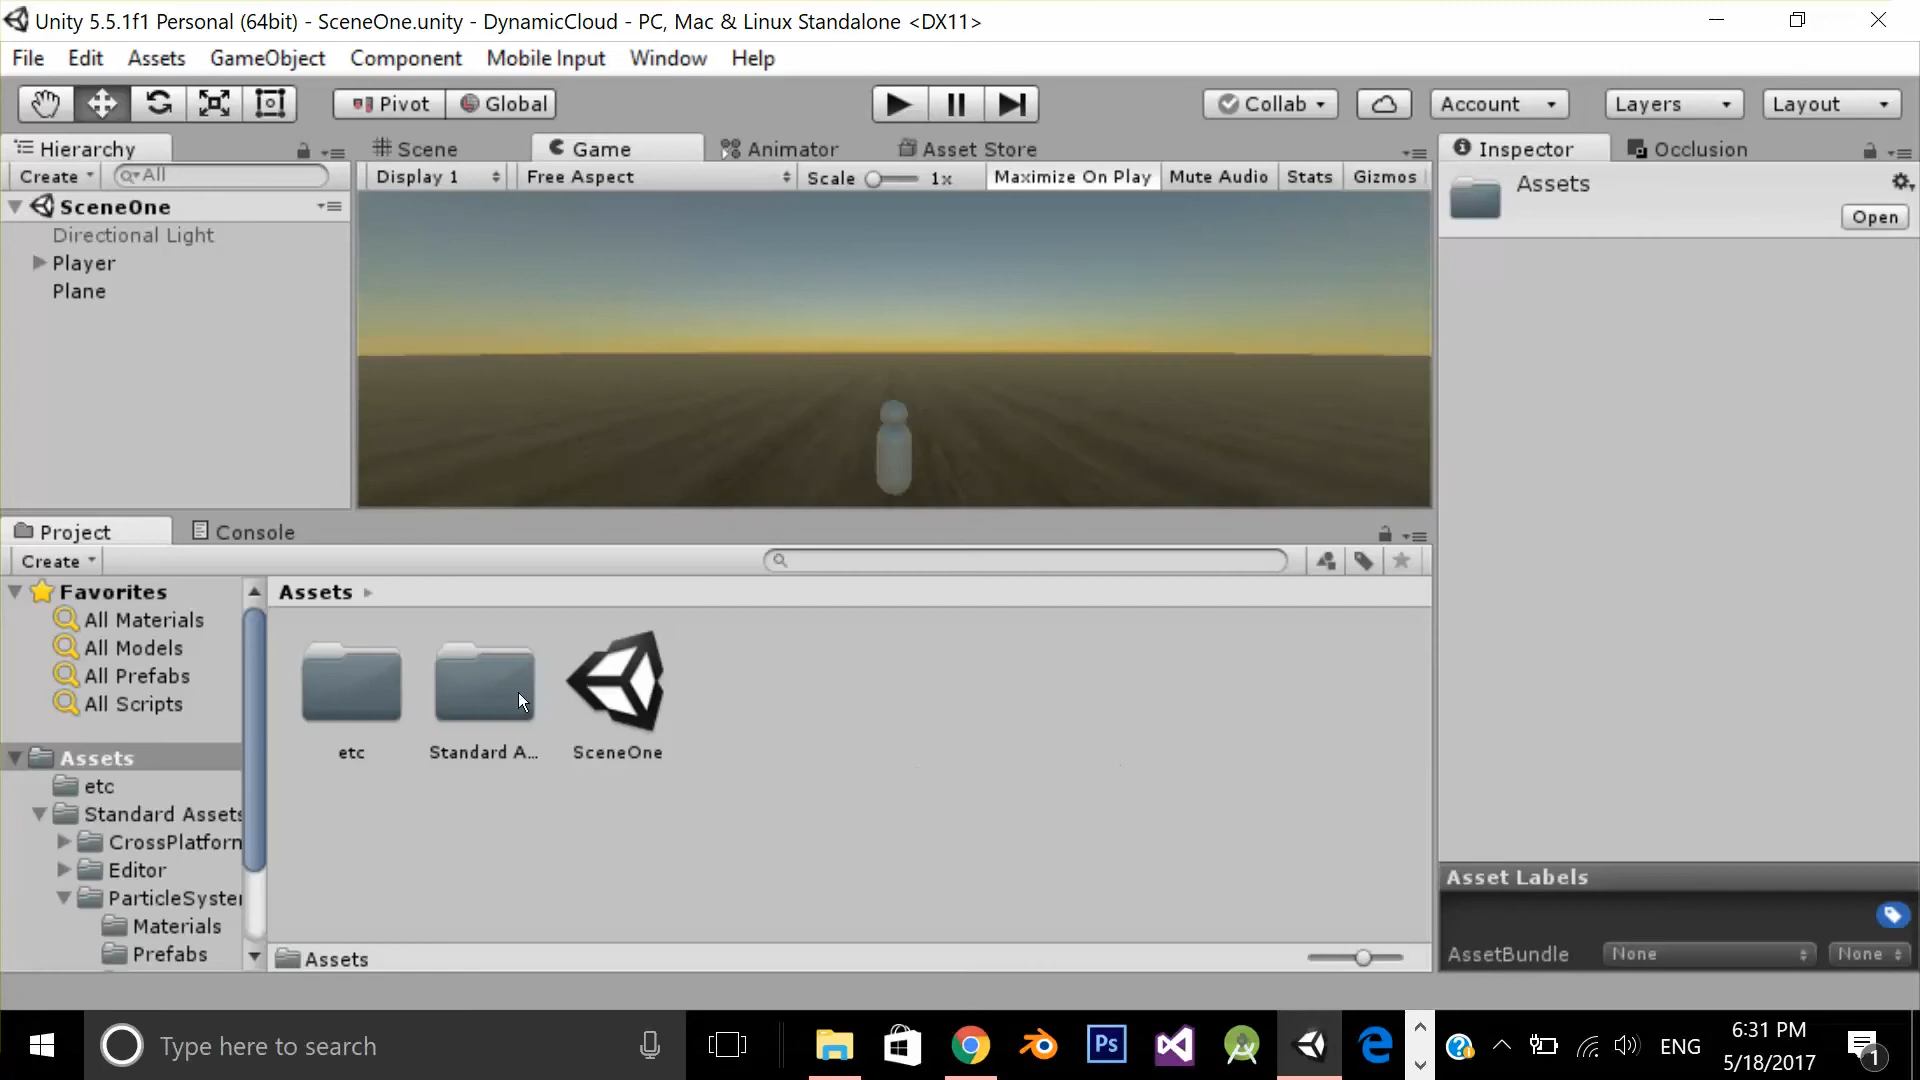 Unity 5.5.1f1 Personal (64bit) - SceneOne.unity - DynamicCloud - PC, Mac & Linux Standalone <DX11>
File Edit Assets GameObject Component Mobile Input Window Help
Pivot Global Collab Account Layers Layout
Hierarchy Scene Game Animator Asset Store Inspector Occlusion
Create All Display 1 Free Aspect Scale 1x Maximize On Play Mute Audio Stats Gizmos
Assets
Open
SceneOne
Directional Light
Player
Plane
Project Console
Create
Favorites
All Materials
All Models
All Prefabs
All Scripts
Assets
etc
Standard Assets
CrossPlatforn
Editor
ParticleSyster
Materials
Prefabs
Assets
etc Standard A... SceneOne
Assets
Asset Labels
AssetBundle None None
Type here to search
Ps
ENG
6:31 PM
5/18/2017
1